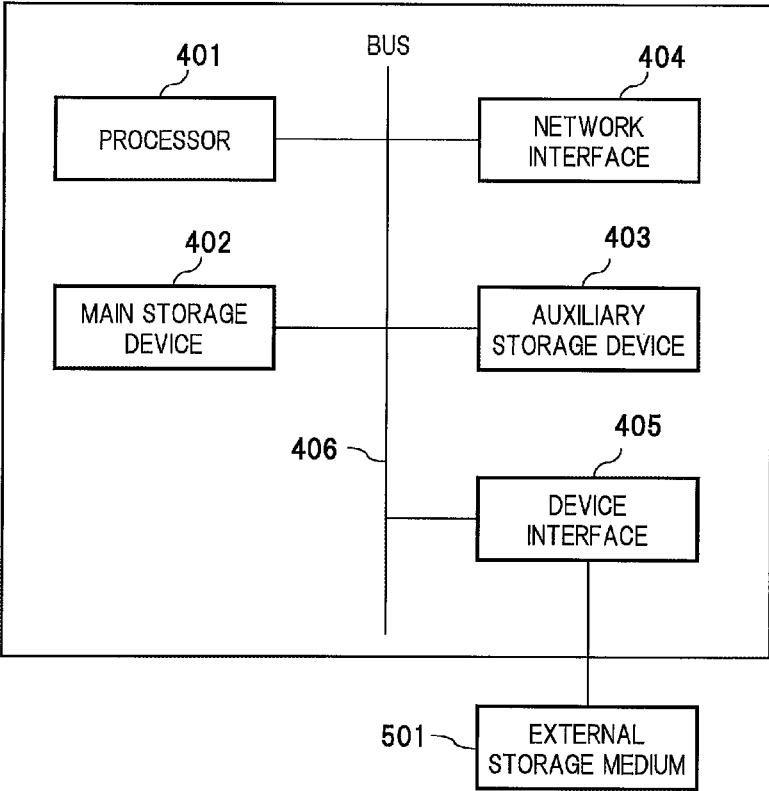 BUS
401
PROCESSOR
404
NETWORK
INTERFACE
402
MAIN STORAGE
DEVICE
403
AUXILIARY
STORAGE DEVICE
406
405
DEVICE
INTERFACE
501
EXTERNAL
STORAGE MEDIUM